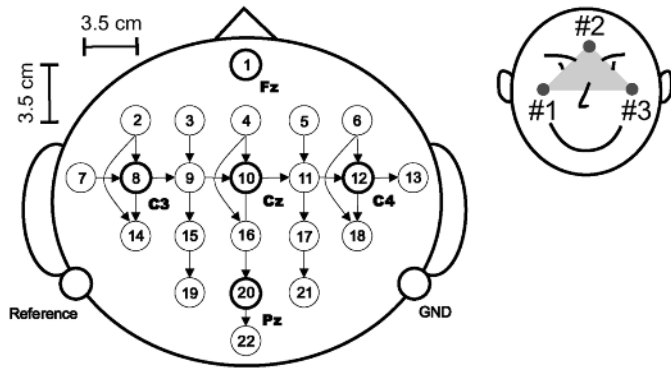 3.5 cm
3.5 cm
1
Fz
2 3 4 5 6
7 8 9 10 11 12 13
C3 Cz C4
14 15 16 17 18
19 20 21
Pz
22
Reference
GND
#2
#1 #3